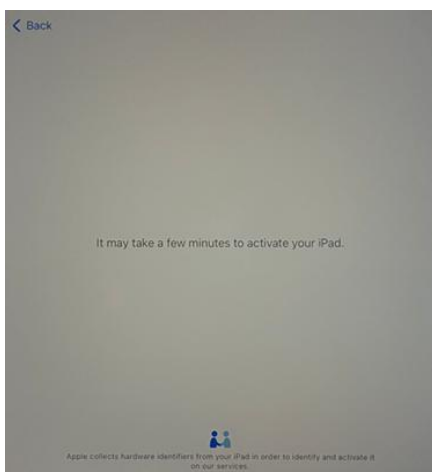 Back
It may take a few minutes to activate your iPad.
Apple collects hardware identifiers from your iPad in order to identify and activate it
on our services.